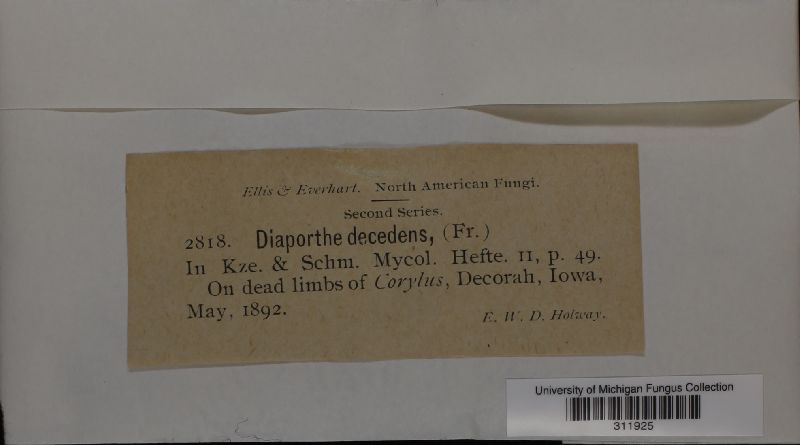 Ellis & Everhart. North American Fungi.
Second Series.
2818. Diaporthe decedens, (Fr.)
In Kze. & Schm. Mycol. Hefte. II, p. 49.
On dead limbs of Corylus, Decorah, Iowa,
May, 1892.
E. W. D. Holway.
University of Michigan Fungus Collection
311925